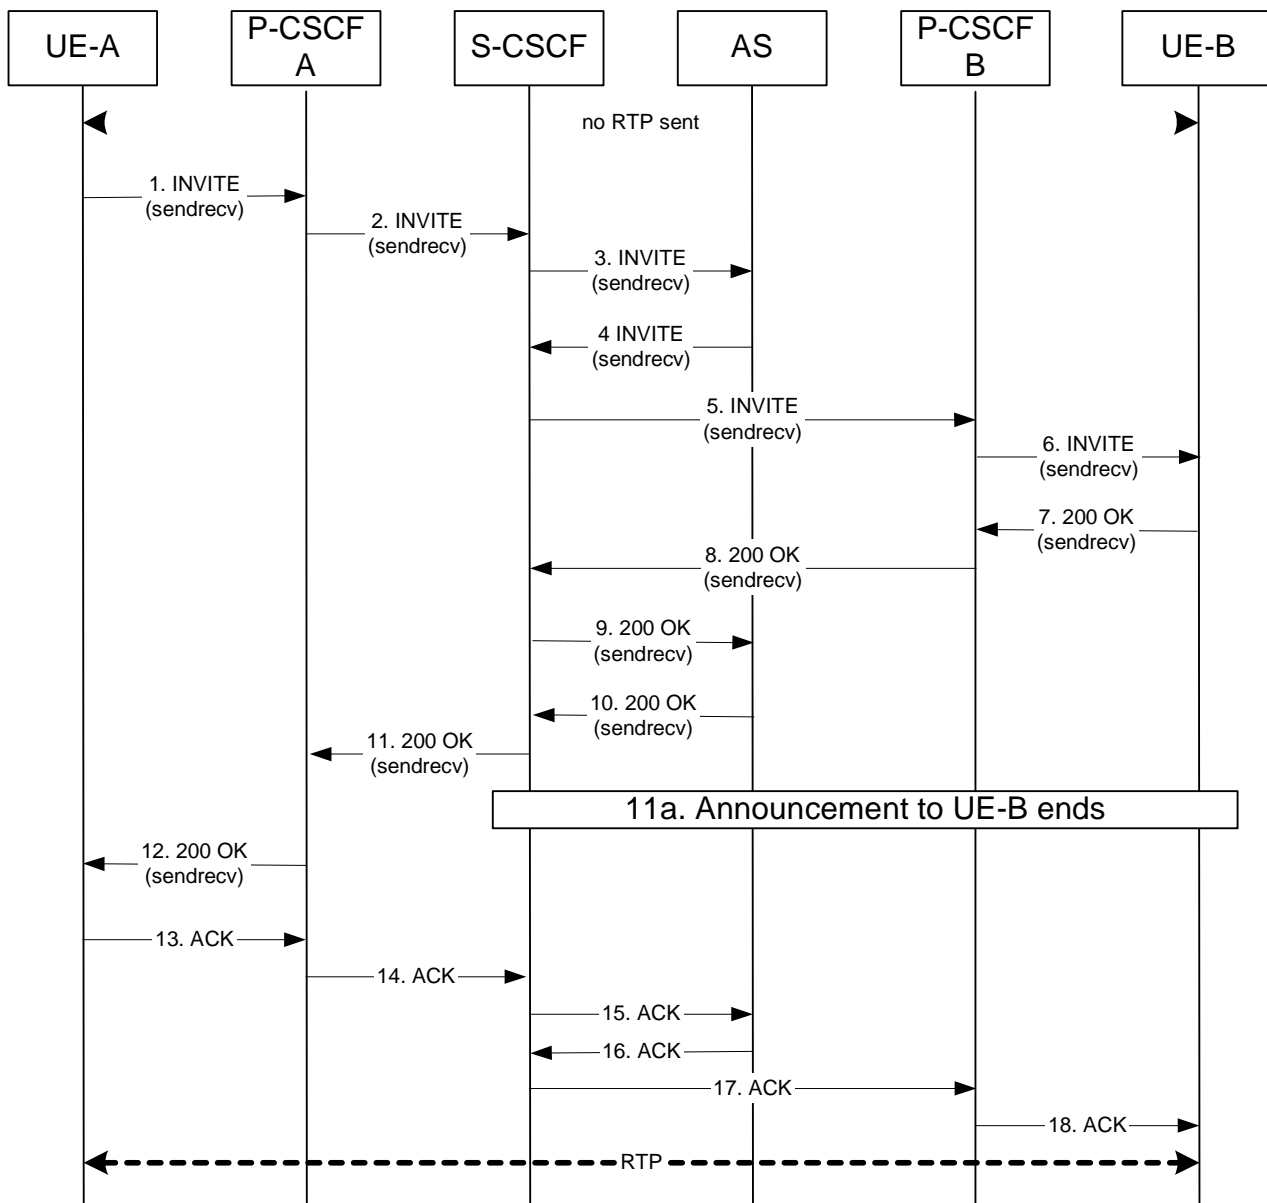 UE-A
P-CSCF
A
S-CSCF
AS
P-CSCF
B
UE-B
no RTP sent
1. INVITE
(sendrecv)
2. INVITE
(sendrecv)
3. INVITE
(sendrecv)
4 INVITE
(sendrecv)
5. INVITE
(sendrecv)
6. INVITE
(sendrecv)
7. 200 OK
(sendrecv)
8. 200 OK
(sendrecv)
9. 200 OK
(sendrecv)
10. 200 OK
(sendrecv)
11. 200 OK
(sendrecv)
11a. Announcement to UE-B ends
12. 200 OK
(sendrecv)
13. ACK
14. ACK
15. ACK
16. ACK
17. ACK
18. ACK
RTP